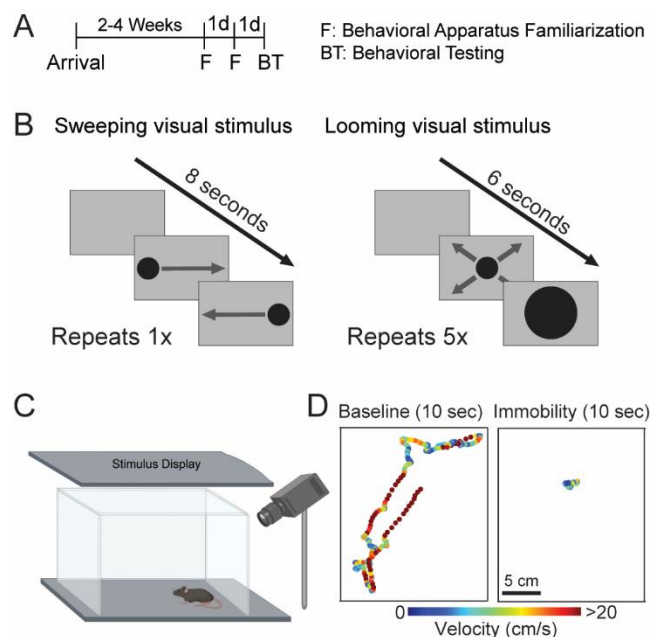 A
2-4 Weeks
1d
1d
Arrival
F
F
BT
F: Behavioral Apparatus Familiarization
BT: Behavioral Testing
B
Sweeping visual stimulus
8 seconds
Repeats 1x
Looming visual stimulus
6 seconds
Repeats 5x
C
Stimulus Display
D
Baseline (10 sec)
Immobility (10 sec)
5 cm
0
>20
Velocity (cm/s)